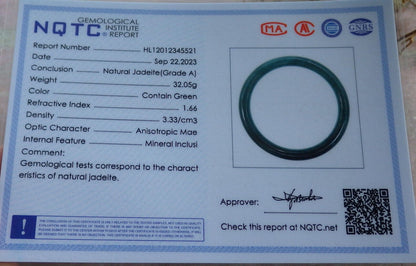 NQTC® GEMOLOGICAL INSTITUTE REPORT
MA
GNBS
Report Number HL12012345521
Date Sep 22,2023
Conclusion Natural Jadeite(Grade A)
Weight 32.05g
Color Contain Green
Refractive Index 1.66
Density 3.33/cm3
Optic Character Anisotropic Mae
Internal Feature Mineral Inclusi
Comment:
Gemological tests correspond to the charact
eristics of natural jadeite.
Approver:
Check this report at NQTC.net